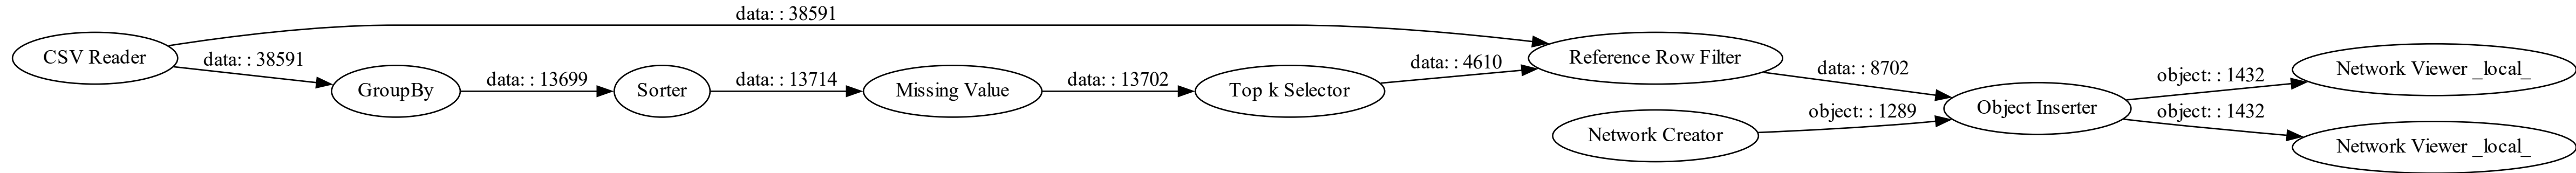 data: : 38591
CSV Reader
data: : 38591
GroupBy
data: : 13699
Sorter
data: : 13714
Missing Value
data: : 13702
Top k Selector
data: : 4610
Reference Row Filter
data: : 8702
Network Creator
object: : 1289
Object Inserter
object: : 1432
Network Viewer _local_
object: : 1432
Network Viewer _local_